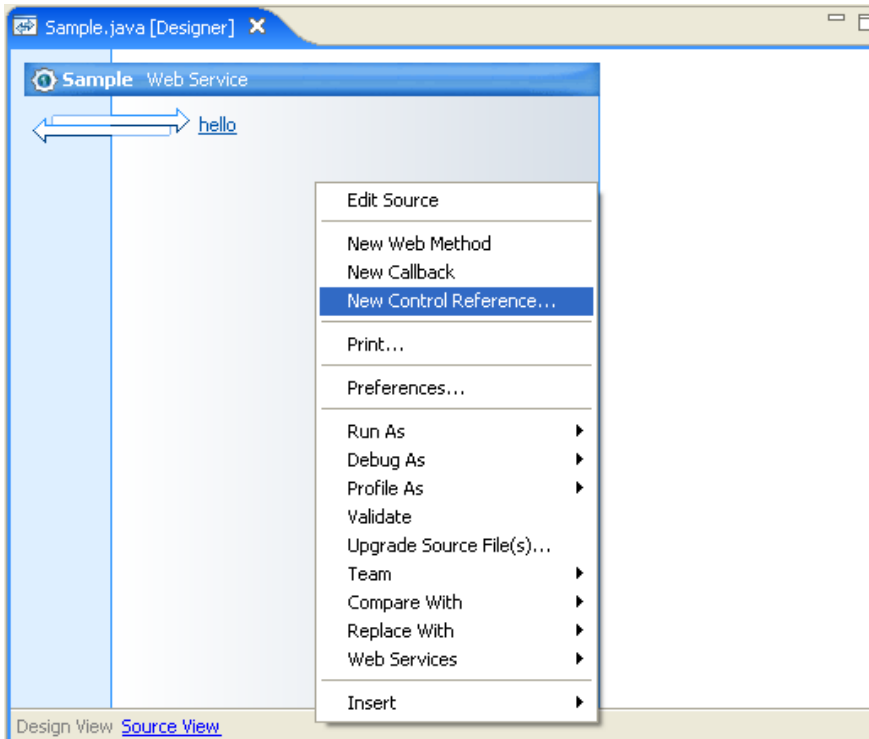 Sample.java [Designer]
Sample Web Service
hello
Edit Source
New Web Method
New Callback
New Control Reference...
Print...
Preferences...
Run As
Debug As
Profile As
Validate
Upgrade Source File(s)...
Team
Compare With
Replace With
Web Services
Insert
Design View Source View